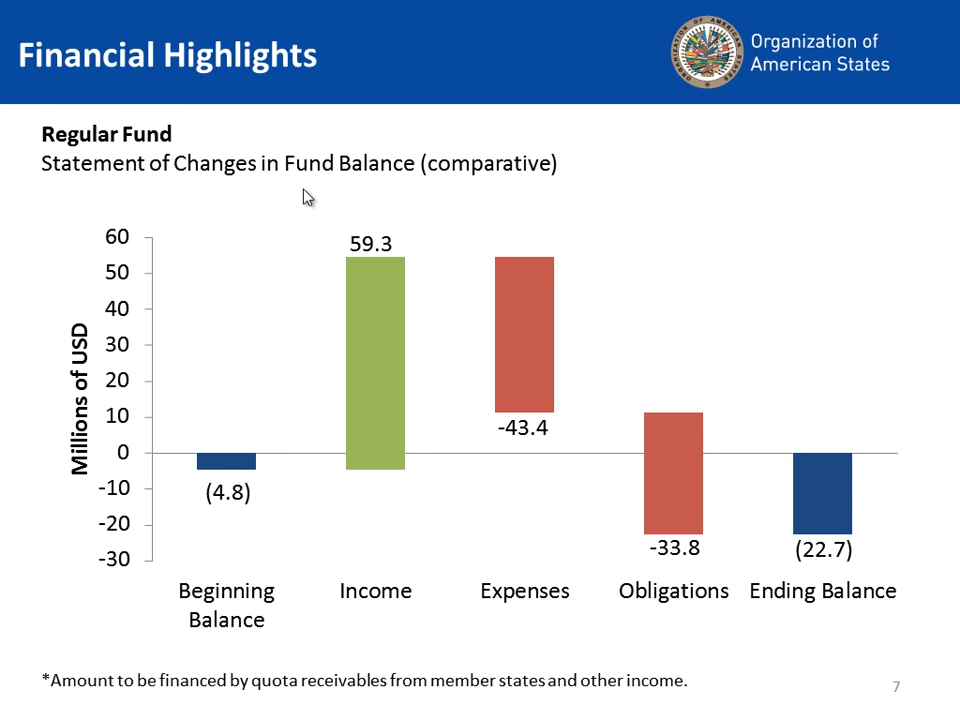 Financial Highlights
Organization of
American States
Regular Fund
Statement of Changes in Fund Balance (comparative)
Millions of USD
60
50
40
30
20
10
0
-10
-20
-30
59.3
-43.4
(4.8)
-33.8
(22.7)
Beginning
Balance
Income
Expenses
Obligations
Ending Balance
*Amount to be financed by quota receivables from member states and other income.
7